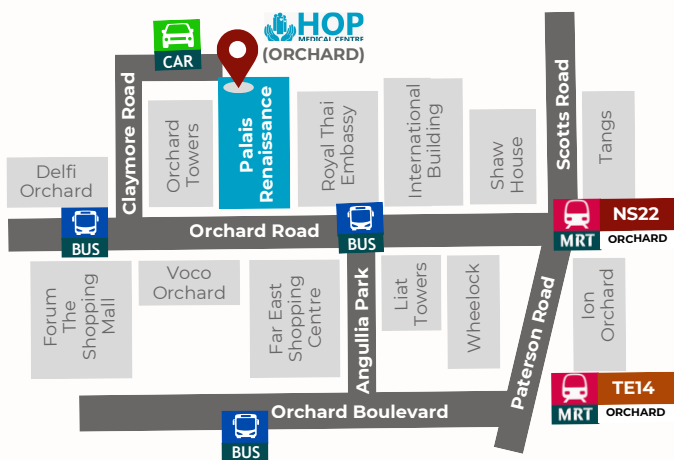 HOP
MEDICAL CENTRE
(ORCHARD)
CAR
Claymore Road
Orchard
Towers
Palais
Renaissance
Royal Thai
Embassy
International
Building
Shaw
House
Scotts Road
Tangs
Delfi
Orchard
BUS
Orchard Road
BUS
MRT
NS22
ORCHARD
Forum
The
Shopping
Mall
Voco
Orchard
Far East
Shopping
Centre
Angullia Park
Liat
Towers
Wheelock
Paterson Road
Ion
Orchard
MRT
TE14
ORCHARD
Orchard Boulevard
BUS